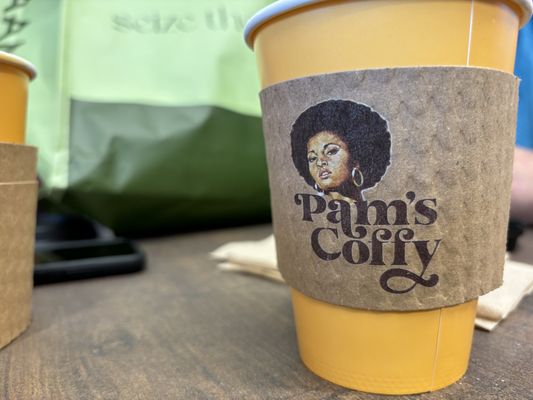 seize th
Pam's
Coffy